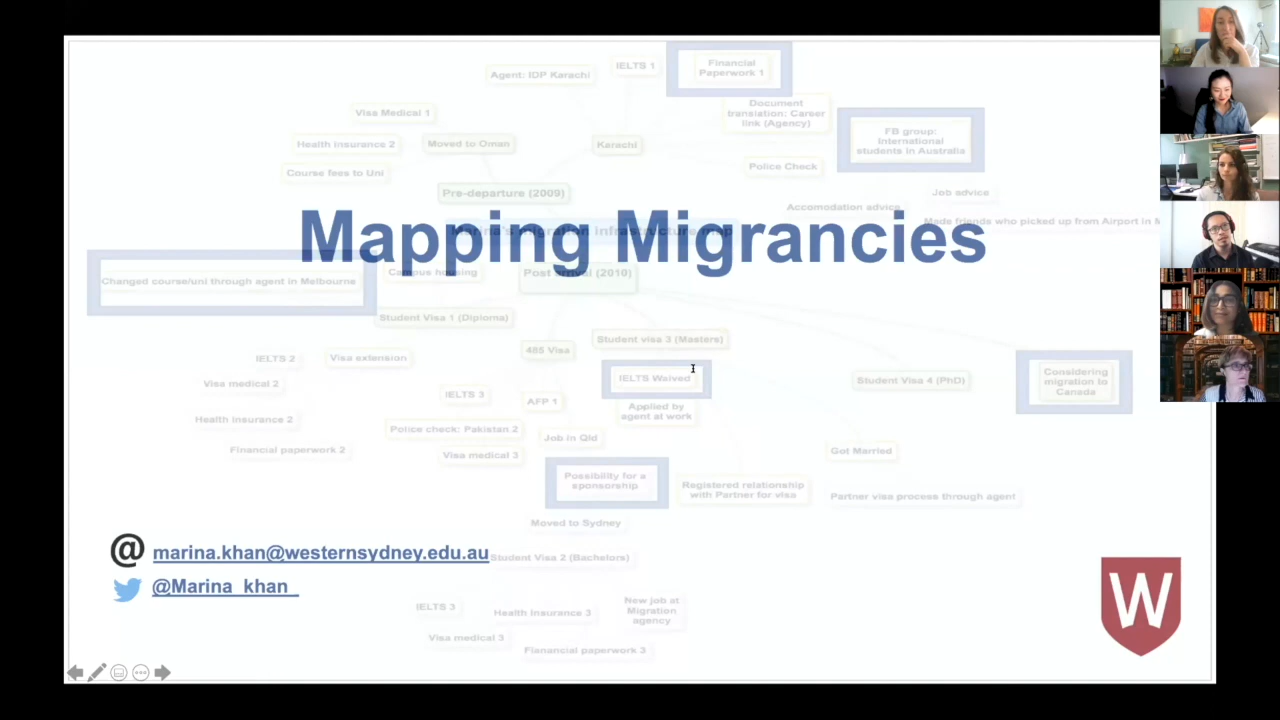 Agent: IDP Karachi
IELTS 1
Financial
Paperwork 1
Visa Medical 1
Document
translation: Career
link (Agency)
FB group:
International
students in Australia
Health insurance 2
Moved to Oman
Karachi
Course fees to Uni
Police Check
Pre-departure (2009)
Job advice
Accomodation advice
Made friends who picked up from Airport in M
Mapping Migrancies
Marina's migration infrastructure map
Changed course/uni through agent in Melbourne
Campus housing
Post arrival (2010)
Student Visa 1 (Diploma)
485 Visa
Student visa 3 (Masters)
IELTS 2
Visa extension
IELTS Waived
Student Visa 4 (PhD)
Considering
migration to
Canada
Visa medical 2
IELTS 3
AFP 1
Applied by
agent at work
Health insurance 2
Police check: Pakistan 2
Job in Qld
Financial paperwork 2
Visa medical 3
Got Married
Possibility for a
sponsorship
Registered relationship
with Partner for visa
Partner visa process through agent
Moved to Sydney
@ marina.khan@westernsydney.edu.au
Student Visa 2 (Bachelors)
@Marina_khan_
IELTS 3
Health Insurance 3
New job at
Migration
agency
Visa medical 3
Fianancial paperwork 3
W